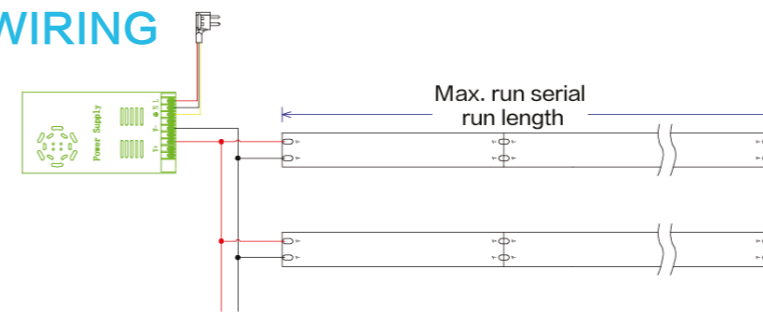 WIRING
Max. run serial
run length
Power Supply
L
V-
V+